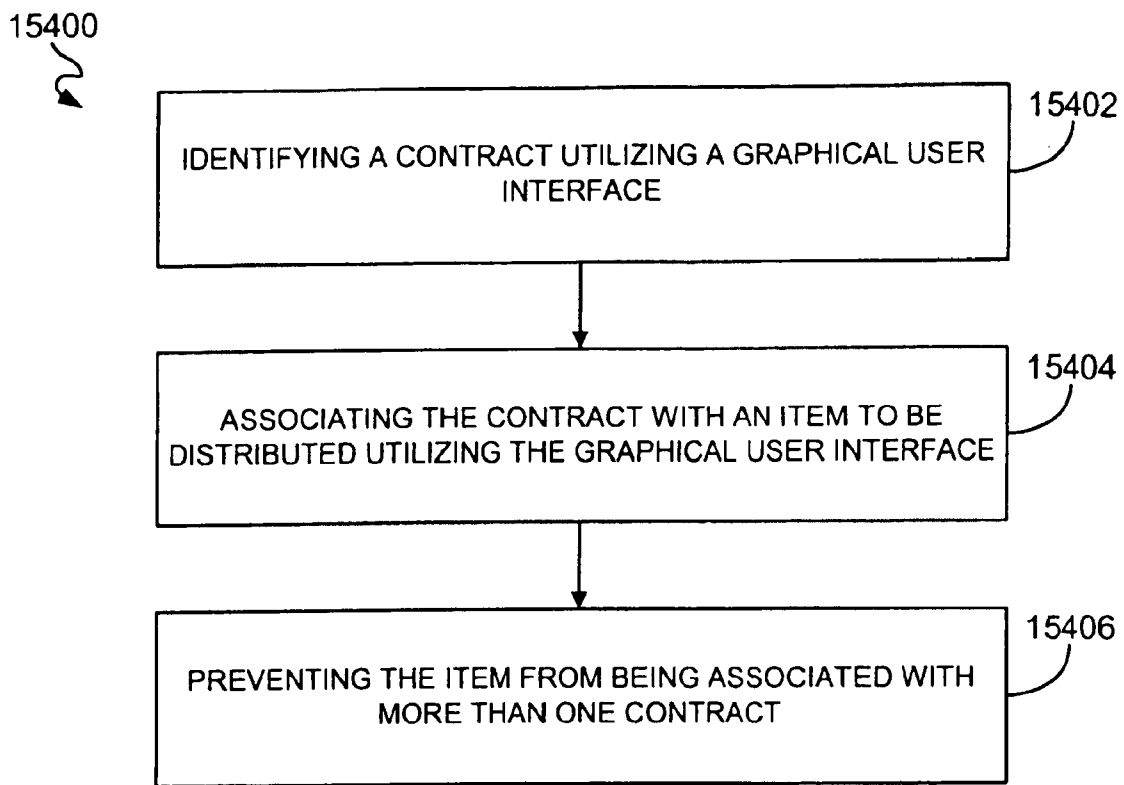 15400
15402
IDENTIFYING A CONTRACT UTILIZING A GRAPHICAL USER
INTERFACE
15404
ASSOCIATING THE CONTRACT WITH AN ITEM TO BE
DISTRIBUTED UTILIZING THE GRAPHICAL USER INTERFACE
15406
PREVENTING THE ITEM FROM BEING ASSOCIATED WITH
MORE THAN ONE CONTRACT